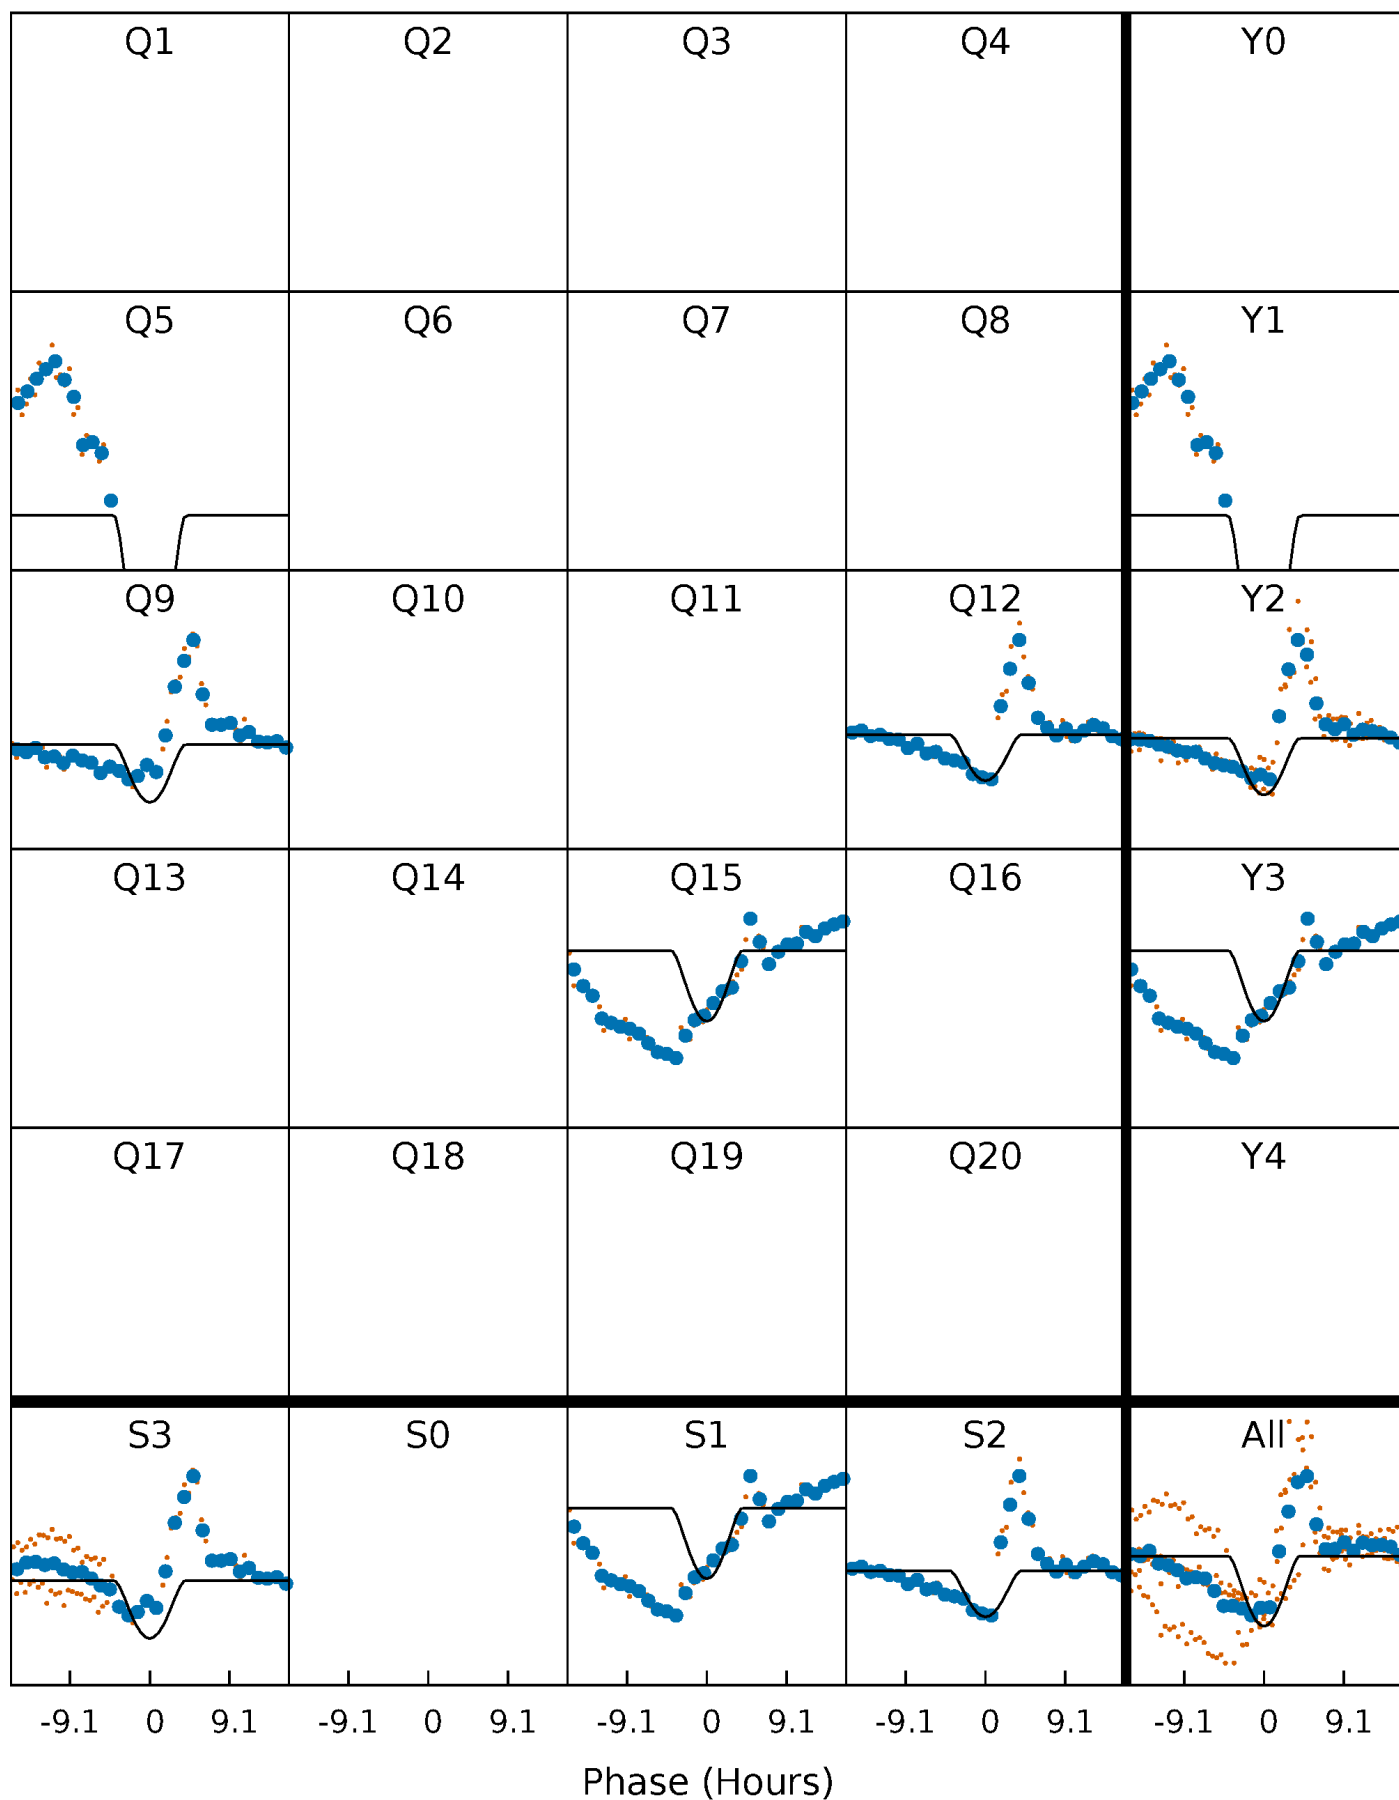 Q1 Q2 Q3 Q4 Y0
Q5 Q6 Q7 Q8 Y1
Q9 Q10 Q11 Q12 Y2
Q13 Q14 Q15 Q16 Y3
Q17 Q18 Q19 Q20 Y4
S3 S0 S1 S2 All
-9.1 0 9.1 -9.1 0 9.1 -9.1 0 9.1 -9.1 0 9.1 -9.1 0 9.1
Phase (Hours)